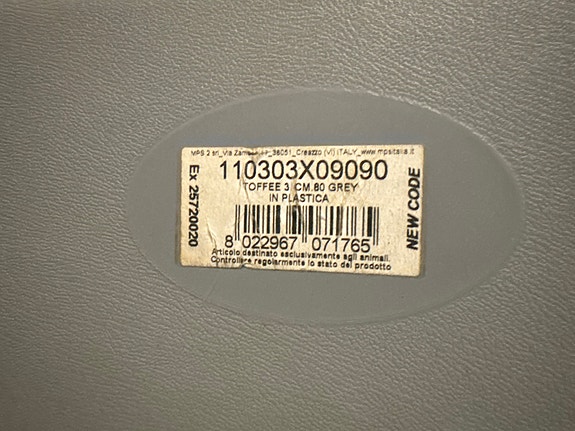 MPS 2 srl_Via _36051_Creazzo (VI) ITALY_www.mpsitalia.it
110303X09090
TOFFEE 3 CM.80 GREY
IN PLASTICA
8 022967 071765
Articolo destinato esclusivamente agli animali.
Controllare regolarmente lo stato del prodotto
Ex 25720020
NEW CODE